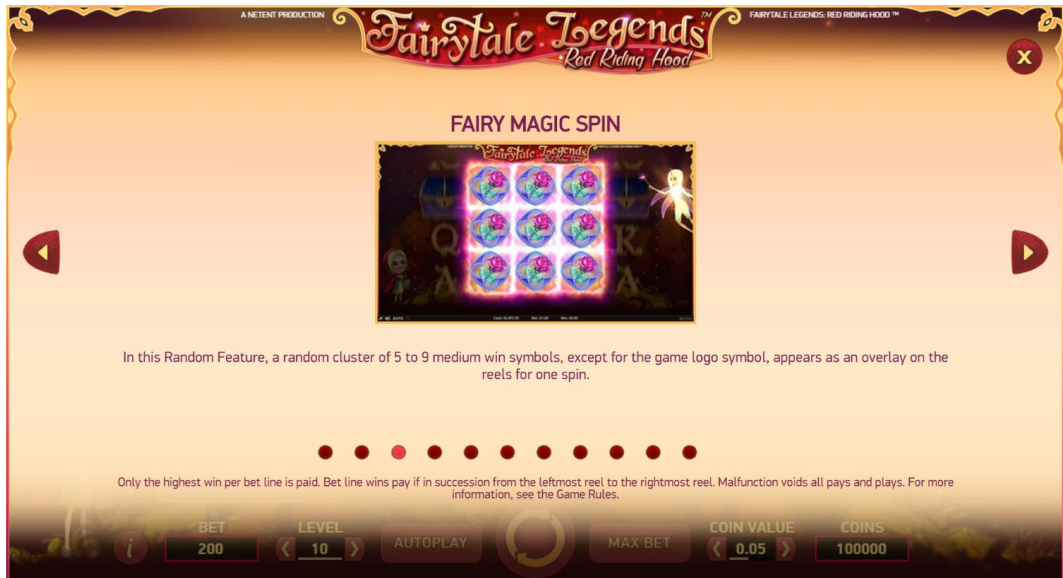 A NETENT PRODUCTION
Fairytale Legends™
Red Riding Hood
FAIRYTALE LEGENDS: RED RIDING HOOD ™
X
FAIRY MAGIC SPIN
Fairytale Legends
Red Riding Hood
In this Random Feature, a random cluster of 5 to 9 medium win symbols, except for the game logo symbol, appears as an overlay on the
reels for one spin.
Only the highest win per bet line is paid. Bet line wins pay if in succession from the leftmost reel to the rightmost reel. Malfunction voids all pays and plays. For more
information, see the Game Rules.
i
BET
200
LEVEL
10
AUTOPLAY
MAX BET
COIN VALUE
0.05
COINS
100000